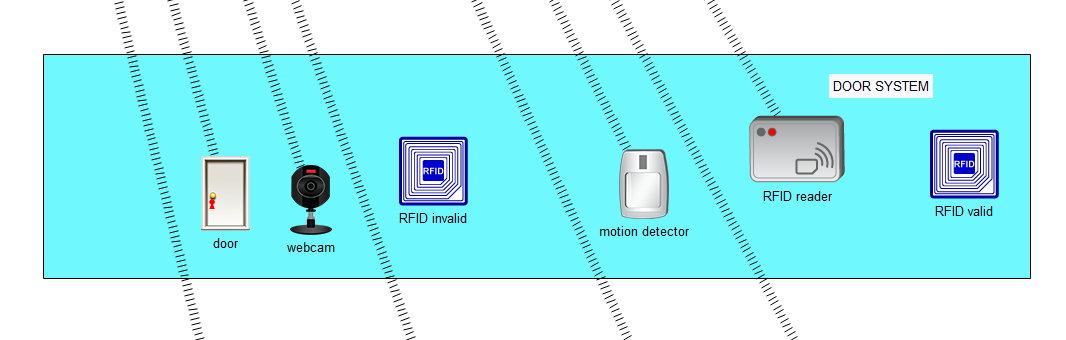 DOOR SYSTEM
RFID
RFID
RFID reader
RFID valid
RFID invalid
motion detector
door
webcam